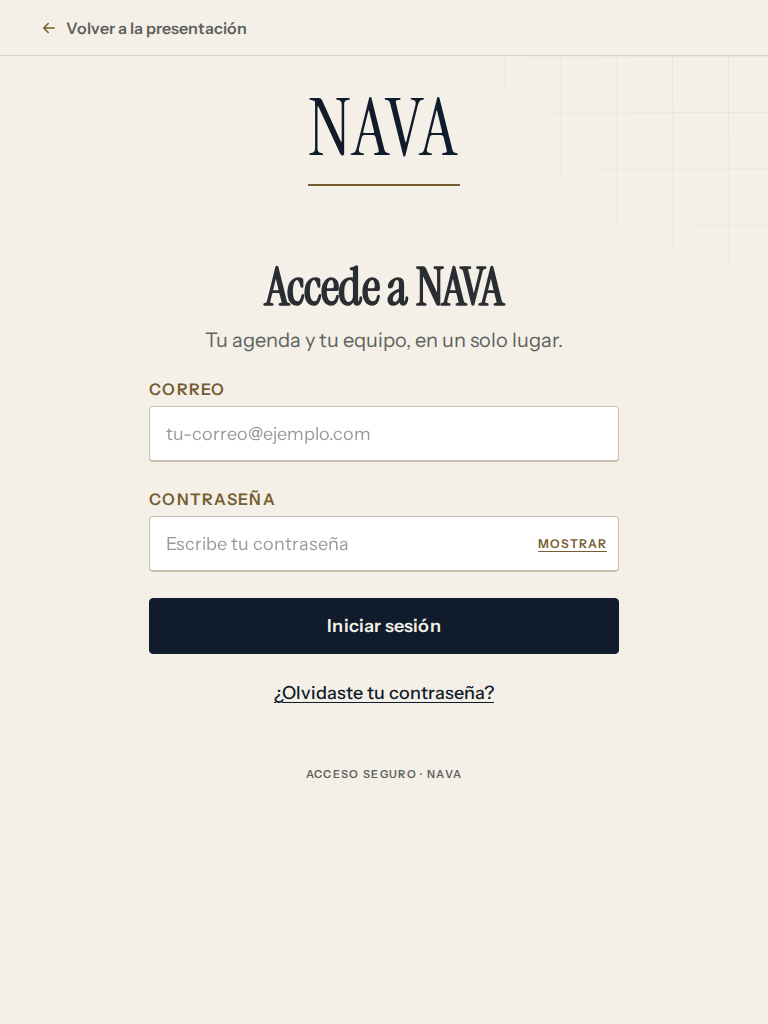 ← Volver a la presentación
NAVA
Accede a NAVA
Tu agenda y tu equipo, en un solo lugar.
CORREO
tu-correo@ejemplo.com
CONTRASEÑA
Escribe tu contraseña MOSTRAR
Iniciar sesión
¿Olvidaste tu contraseña?
ACCESO SEGURO · NAVA